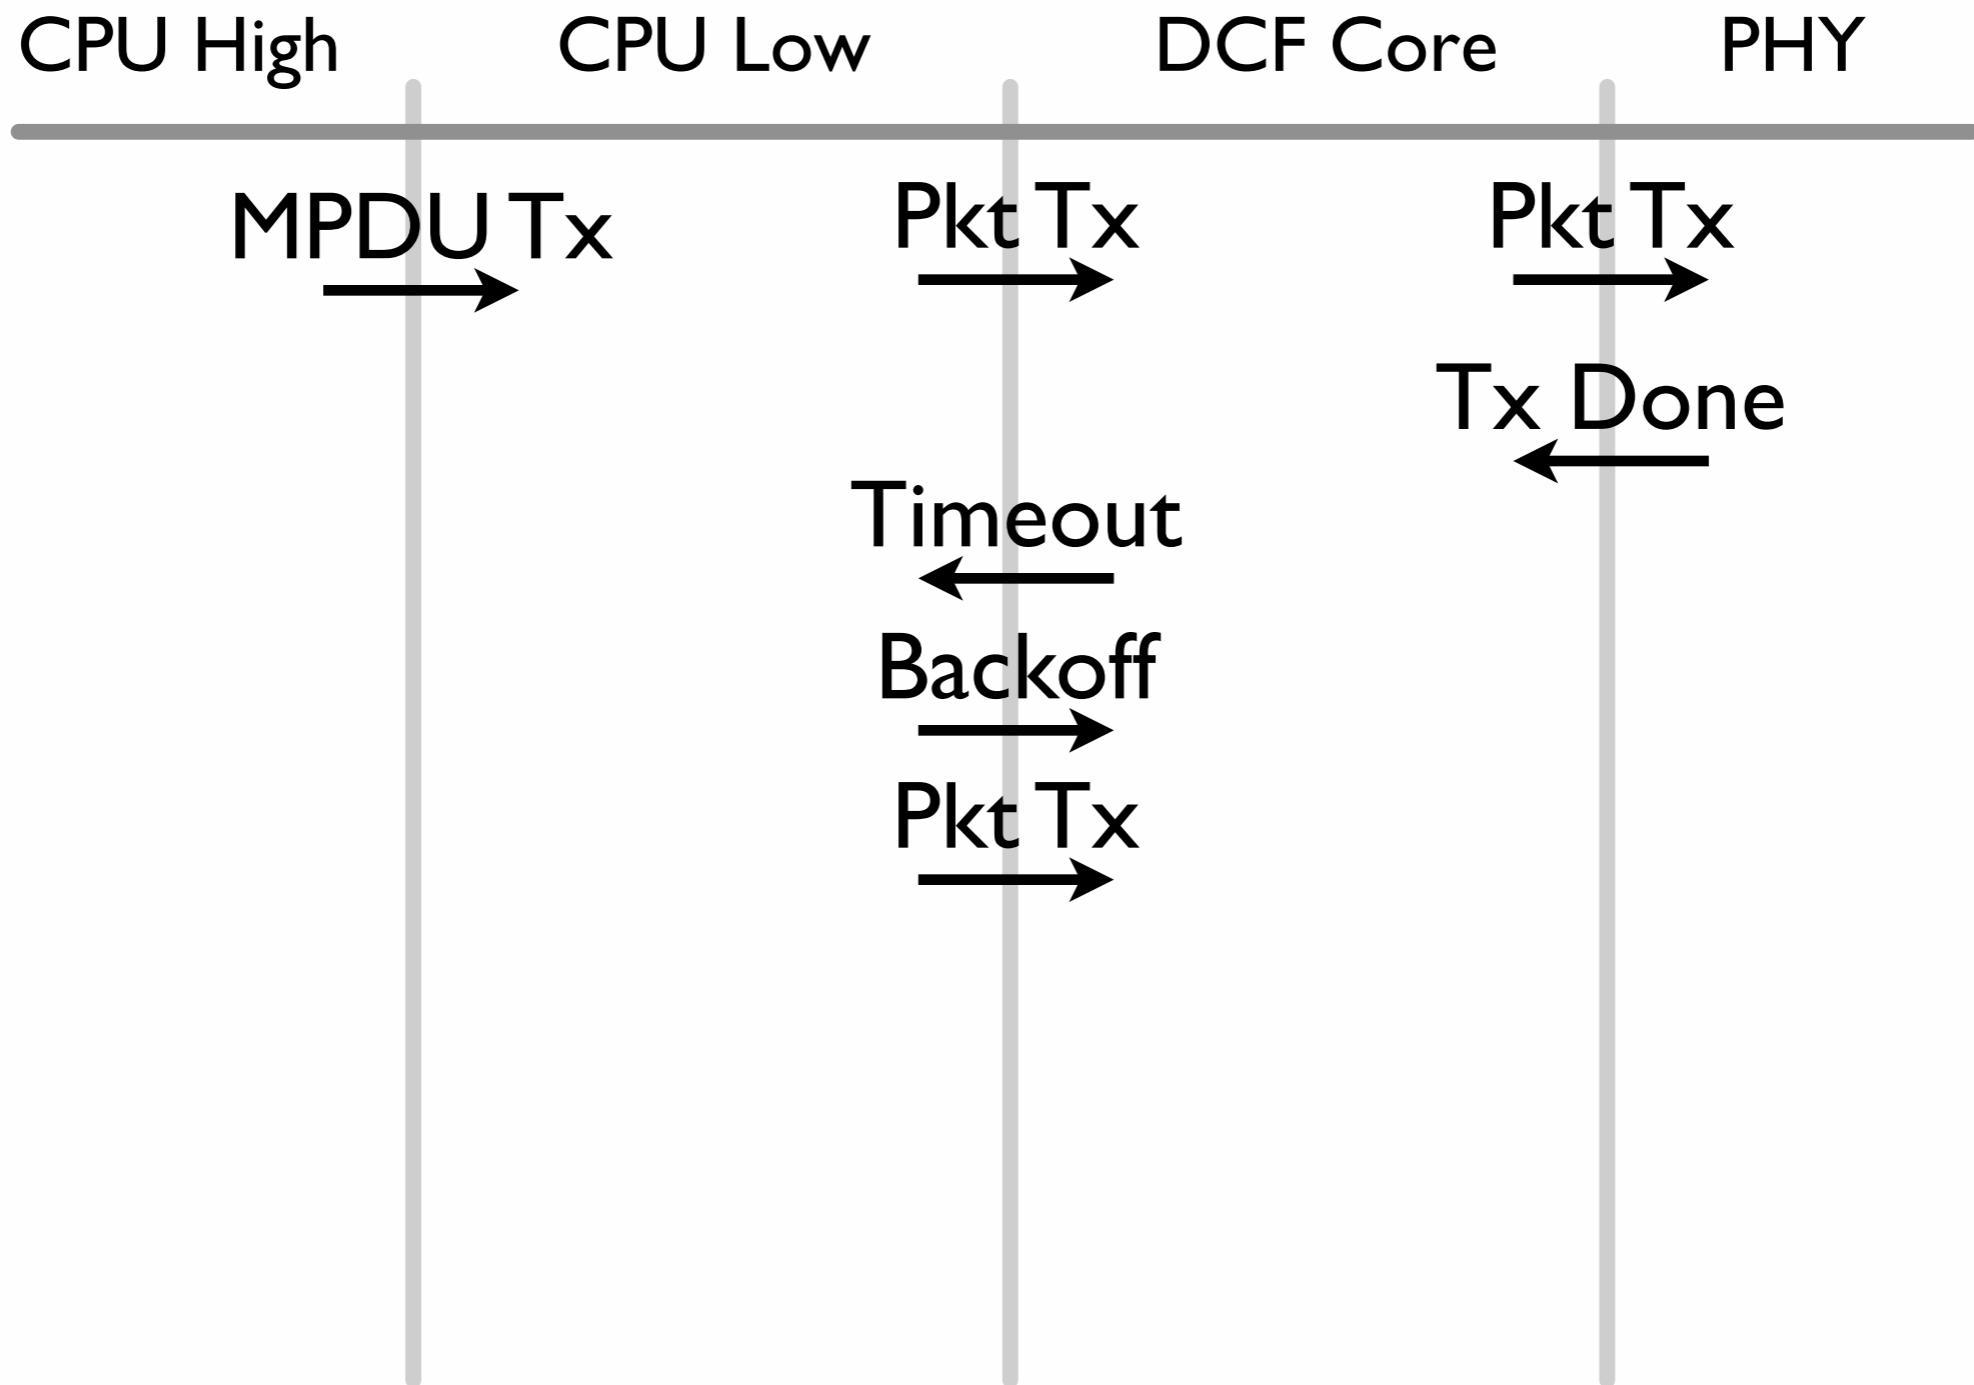 CPU High CPU Low DCF Core PHY
MPDU Tx Pkt Tx Pkt Tx
Tx Done
Timeout
Backoff
Pkt Tx